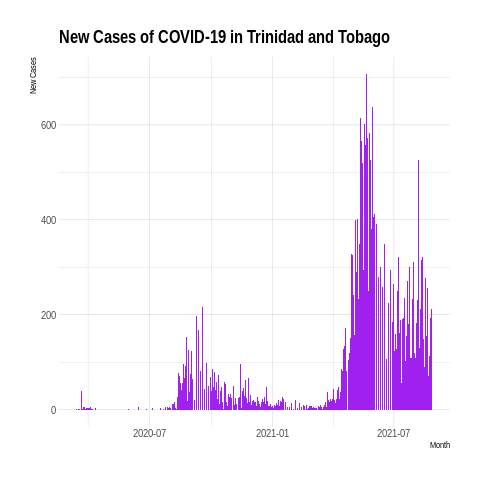 New Cases of COVID-19 in Trinidad and Tobago
New Cases
600
400
200
0
2020-07 2021-01 2021-07
Month